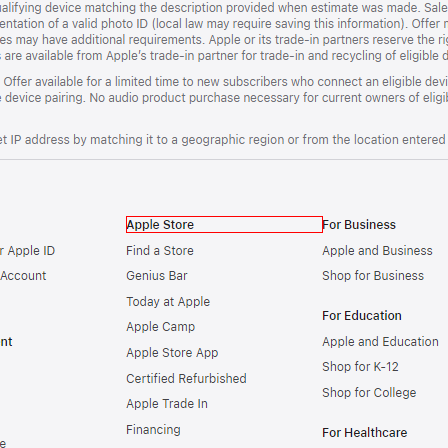 alifying device matching the description provided when estimate was made. Sale
entation of a valid photo ID (local law may require saving this information). Offer
es may have additional requirements. Apple or its trade-in partners reserve the
are available from Apple's trade-in partner for trade-in and recycling of eligible
Offer available for a limited time to new subscribers who connect an eligible
device pairing. No audio product purchase necessary for current owners of
et IP address by matching it to a geographic region or from the location entered
Apple Store
For Business
r Apple ID
Find a Store
Apple and Business
Account
Genius Bar
Shop for Business
Today at Apple
For Education
Apple Camp
nt
Apple and Education
Apple Store App
Shop for K-12
Certified Refurbished
Shop for College
Apple Trade In
Financing
For Healthcare